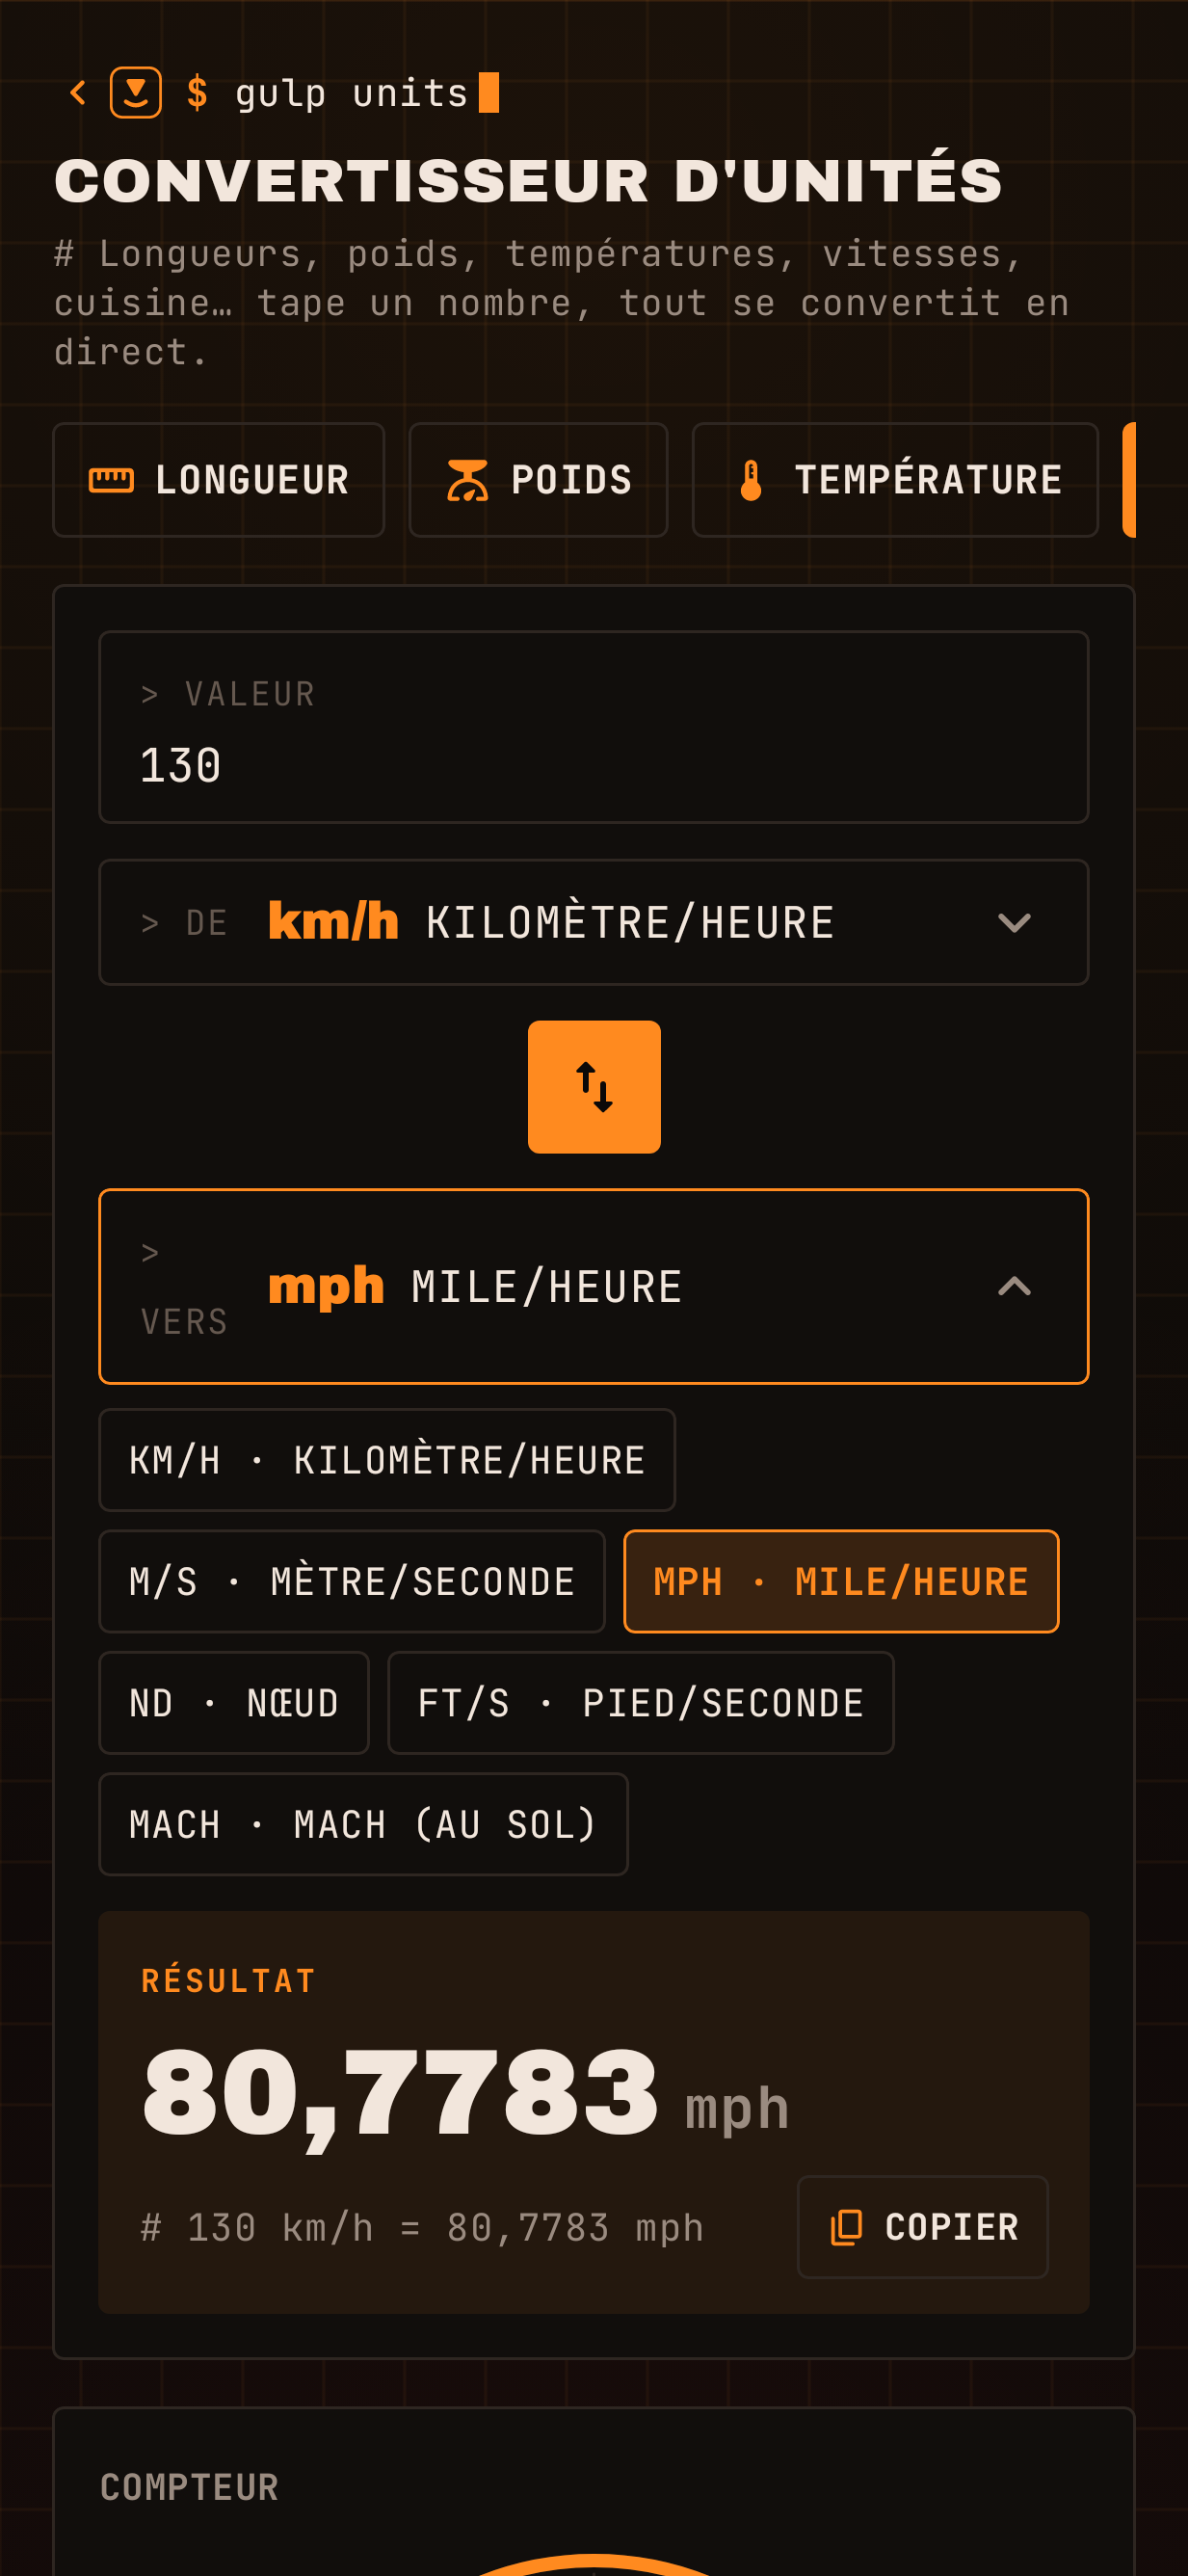 $ gulp units
CONVERTISSEUR D'UNITÉS
# Longueurs, poids, températures, vitesses,
cuisine… tape un nombre, tout se convertit en
direct.
LONGUEUR POIDS TEMPÉRATURE
> VALEUR
130
> DE km/h KILOMÈTRE/HEURE
> VERS mph MILE/HEURE
KM/H · KILOMÈTRE/HEURE
M/S · MÈTRE/SECONDE MPH · MILE/HEURE
ND · NŒUD FT/S · PIED/SECONDE
MACH · MACH (AU SOL)
RÉSULTAT
80,7783 mph
# 130 km/h = 80,7783 mph COPIER
COMPTEUR